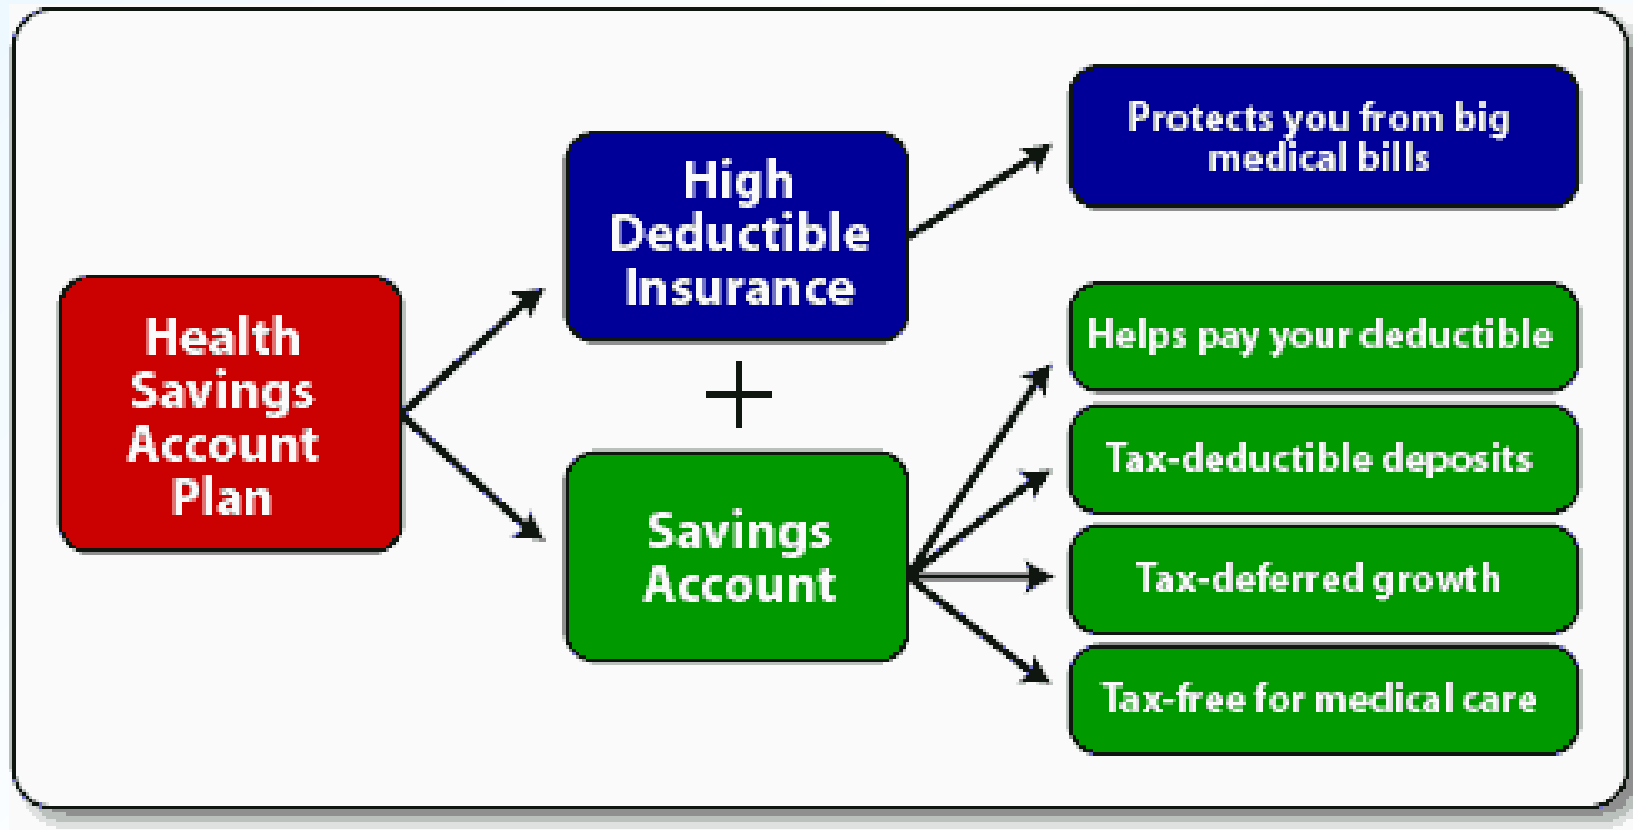 Health
Savings
Account
Plan
High
Deductible
Insurance
+
Savings
Account
Protects you from big
medical bills
Helps pay your deductible
Tax-deductible deposits
Tax-deferred growth
Tax-free for medical care